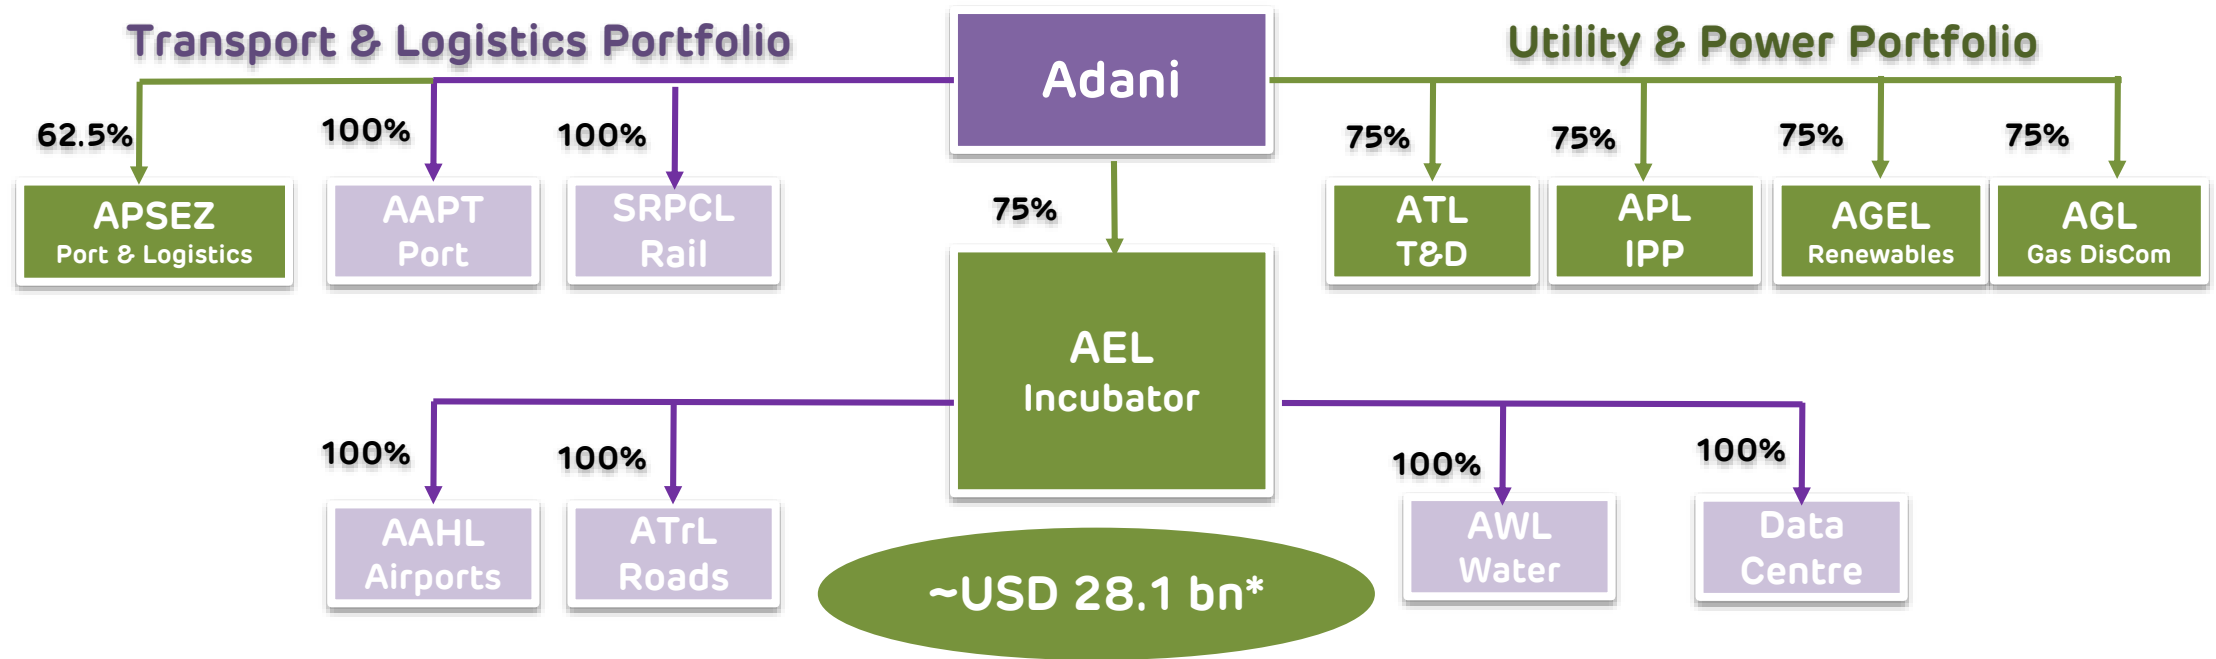 Transport & Logistics Portfolio
Adani
Utility & Power Portfolio
62.5%
100%
100%
75%
75%
75%
75%
75%
APSEZ
Port & Logistics
AAPT
Port
SRPCL
Rail
ATL
T&D
APL
IPP
AGEL
Renewables
AGL
Gas DisCom
AEL
Incubator
100%
100%
100%
100%
AAHL
Airports
ATrL
Roads
AWL
Water
Data
Centre
~USD 28.1 bn*